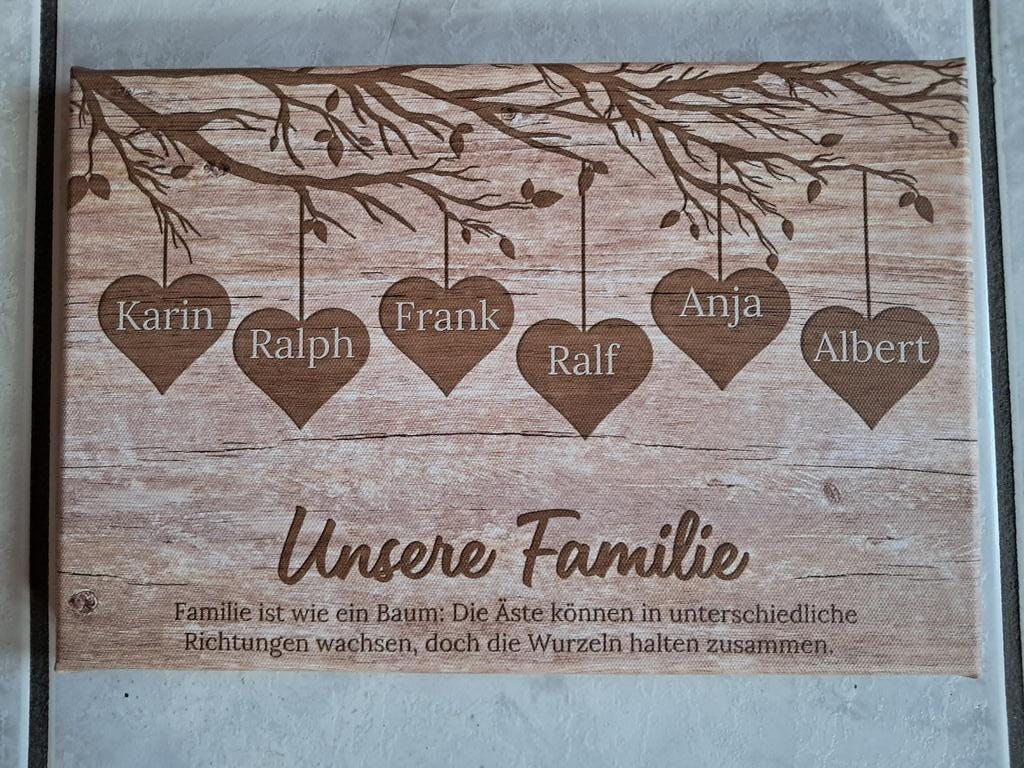 Karin
Ralph
Frank
Ralf
Anja
Albert
Unsere Familie
Familie ist wie ein Baum: Die Äste können in unterschiedliche
Richtungen wachsen, doch die Wurzeln halten zusammen.